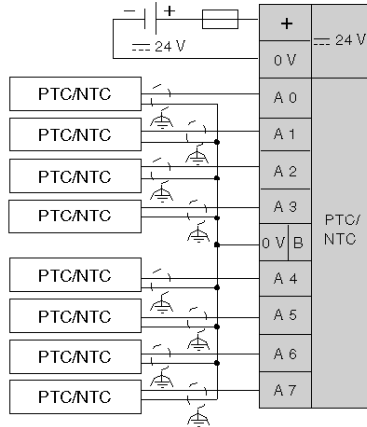 − +
+
⎓ 24 V
⎓ 24 V
0 V
PTC/NTC
A 0
PTC/NTC
A 1
PTC/NTC
A 2
PTC/NTC
A 3
PTC/
NTC
0 V B
PTC/NTC
A 4
PTC/NTC
A 5
PTC/NTC
A 6
PTC/NTC
A 7